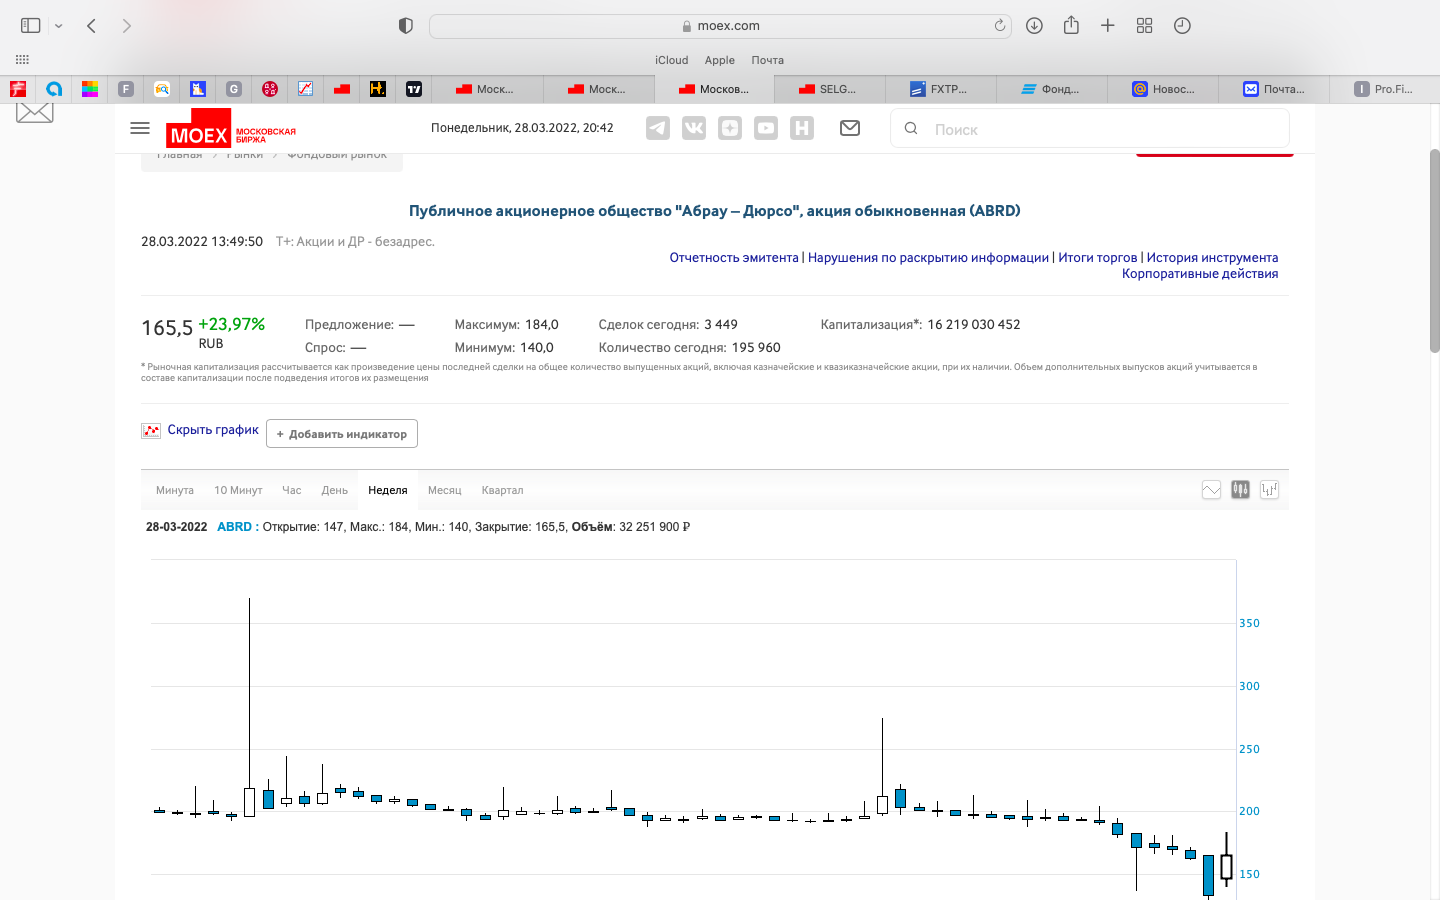 moex.com
iCloud Apple Почта
F G Моск... Моск... Москов... SELG... FXTP... Фонд... Новос... Почта... I Pro.Fi...
MOEX МОСКОВСКАЯ БИРЖА
Понедельник, 28.03.2022, 20:42
Поиск
Главная Рынки Фондовый рынок
Публичное акционерное общество "Абрау – Дюрсо", акция обыкновенная (ABRD)
28.03.2022 13:49:50 Т+: Акции и ДР - безадрес.
Отчетность эмитента | Нарушения по раскрытию информации | Итоги торгов | История инструмента
Корпоративные действия
165,5 +23,97% RUB
Предложение: — Максимум: 184,0 Сделок сегодня: 3 449 Капитализация*: 16 219 030 452
Спрос: — Минимум: 140,0 Количество сегодня: 195 960
* Рыночная капитализация рассчитывается как произведение цены последней сделки на общее количество выпущенных акций, включая казначейские и квазиказначейские акции, при их наличии. Объем дополнительных выпусков акций учитывается в
составе капитализации после подведения итогов их размещения
Скрыть график + Добавить индикатор
Минута 10 Минут Час День Неделя Месяц Квартал
28-03-2022 ABRD : Открытие: 147, Макс.: 184, Мин.: 140, Закрытие: 165,5, Объём: 32 251 900 ₽
350
300
250
200
150